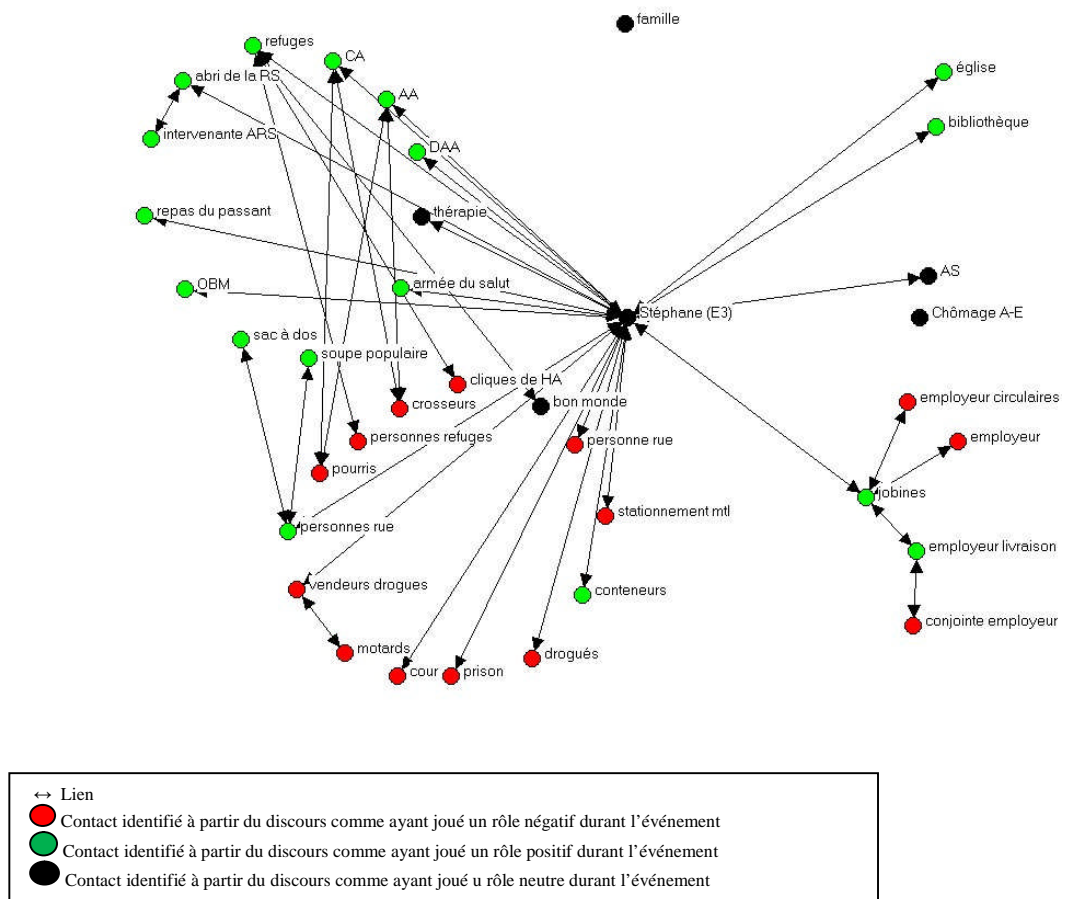 famille
refuges
CA
église
abri de la RS
AA
bibliothèque
intervenante ARS
DAA
repas du passant
thérapie
AS
OBM
armée du salut
Stéphane (E3)
Chômage A-E
sac à dos
soupe populaire
cliques de HA
crosseurs
bon monde
employeur circulaires
personnes refuges
personne rue
employeur
pourris
jobines
personnes rue
stationnement mtl
employeur livraison
vendeurs drogues
conteneurs
conjointe employeur
motards
drogués
cour
prison
↔ Lien
Contact identifié à partir du discours comme ayant joué un rôle négatif durant l’événement
Contact identifié à partir du discours comme ayant joué un rôle positif durant l’événement
Contact identifié à partir du discours comme ayant joué u rôle neutre durant l’événement